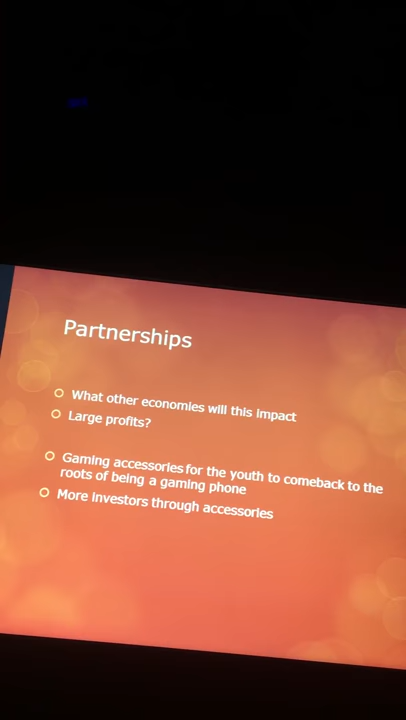 Partnerships
What other economies will this impact
Large profits?
Gaming accessories for the youth to comeback to the
roots of being a gaming phone
More investors through accessories